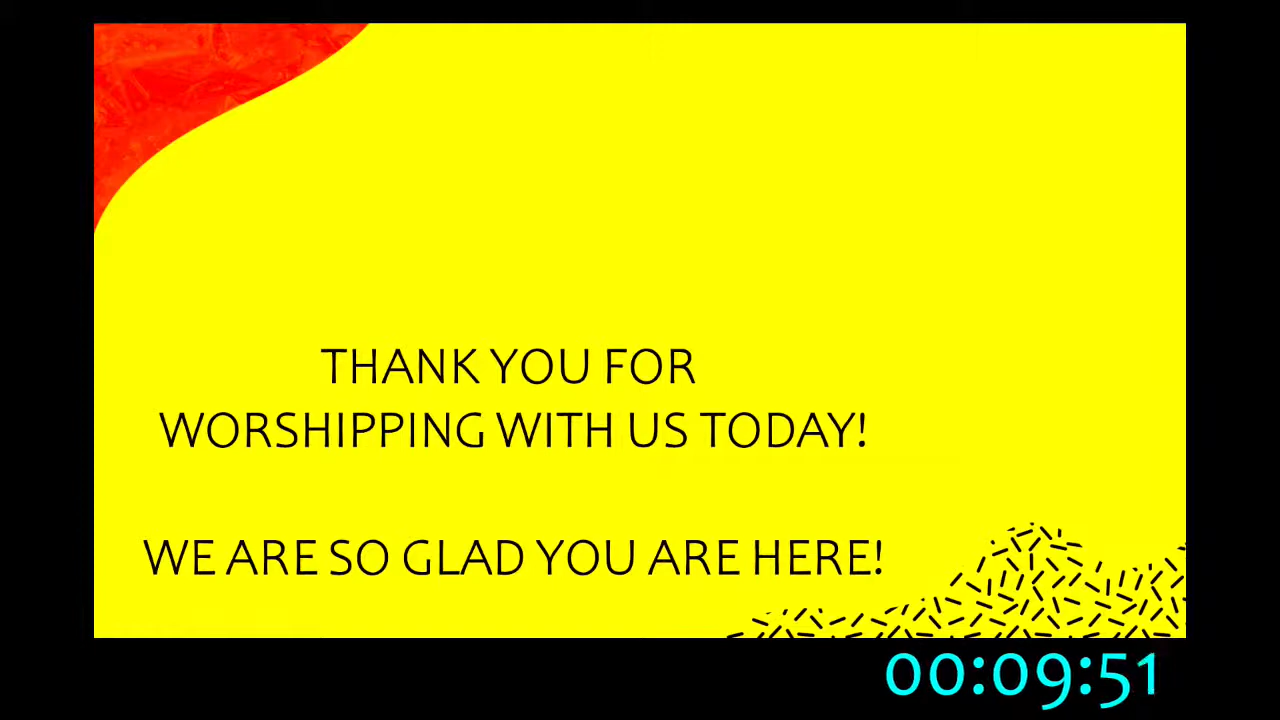 THANK YOU FOR
WORSHIPPING WITH US TODAY!
WE ARE SO GLAD YOU ARE HERE!
00:09:51